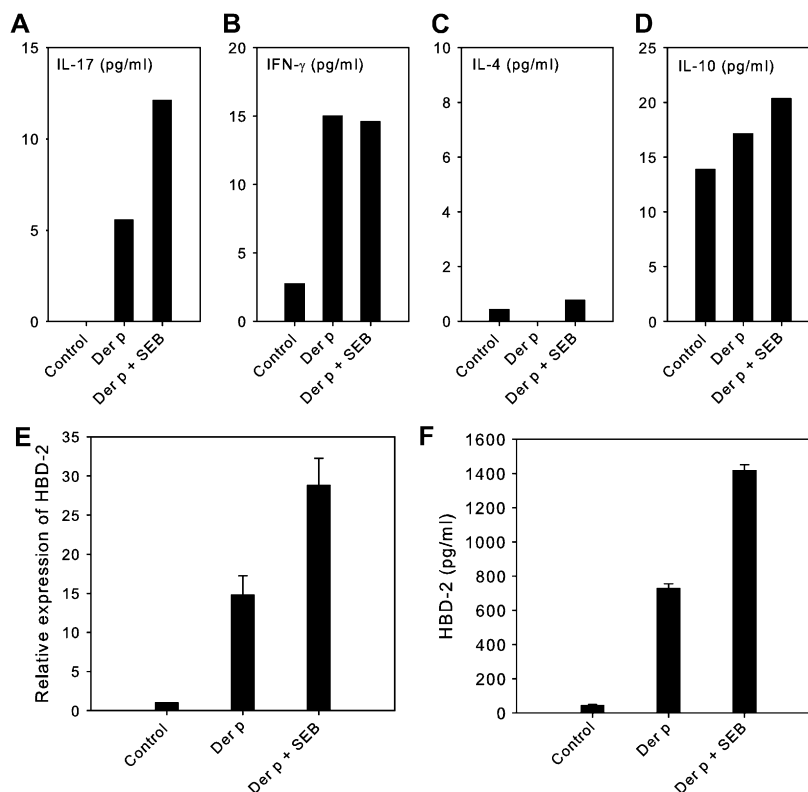 A
IL-17 (pg/ml)
15
10
5
0
Control
Der p
Der p + SEB
B
IFN-γ (pg/ml)
20
15
10
5
0
Control
Der p
Der p + SEB
C
IL-4 (pg/ml)
10
8
6
4
2
0
Control
Der p
Der p + SEB
D
IL-10 (pg/ml)
25
20
15
10
5
0
Control
Der p
Der p + SEB
E
Relative expression of HBD-2
35
30
25
20
15
10
5
0
Control
Der p
Der p + SEB
F
HBD-2 (pg/ml)
1600
1400
1200
1000
800
600
400
200
0
Control
Der p
Der p + SEB